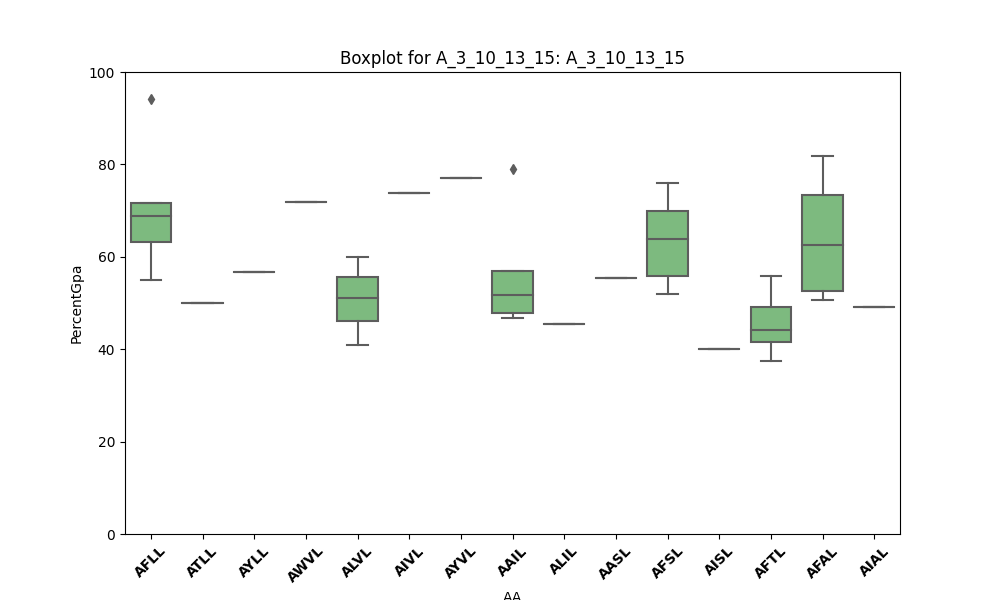 Boxplot for A_3_10_13_15: A_3_10_13_15
100
80
60
40
20
0
PercentGpa
AFLL ATLL AYLL AWVL ALVL AIVL AYVL AAIL ALIL AASL AFSL AISL AFTL AFAL AIAL
AA